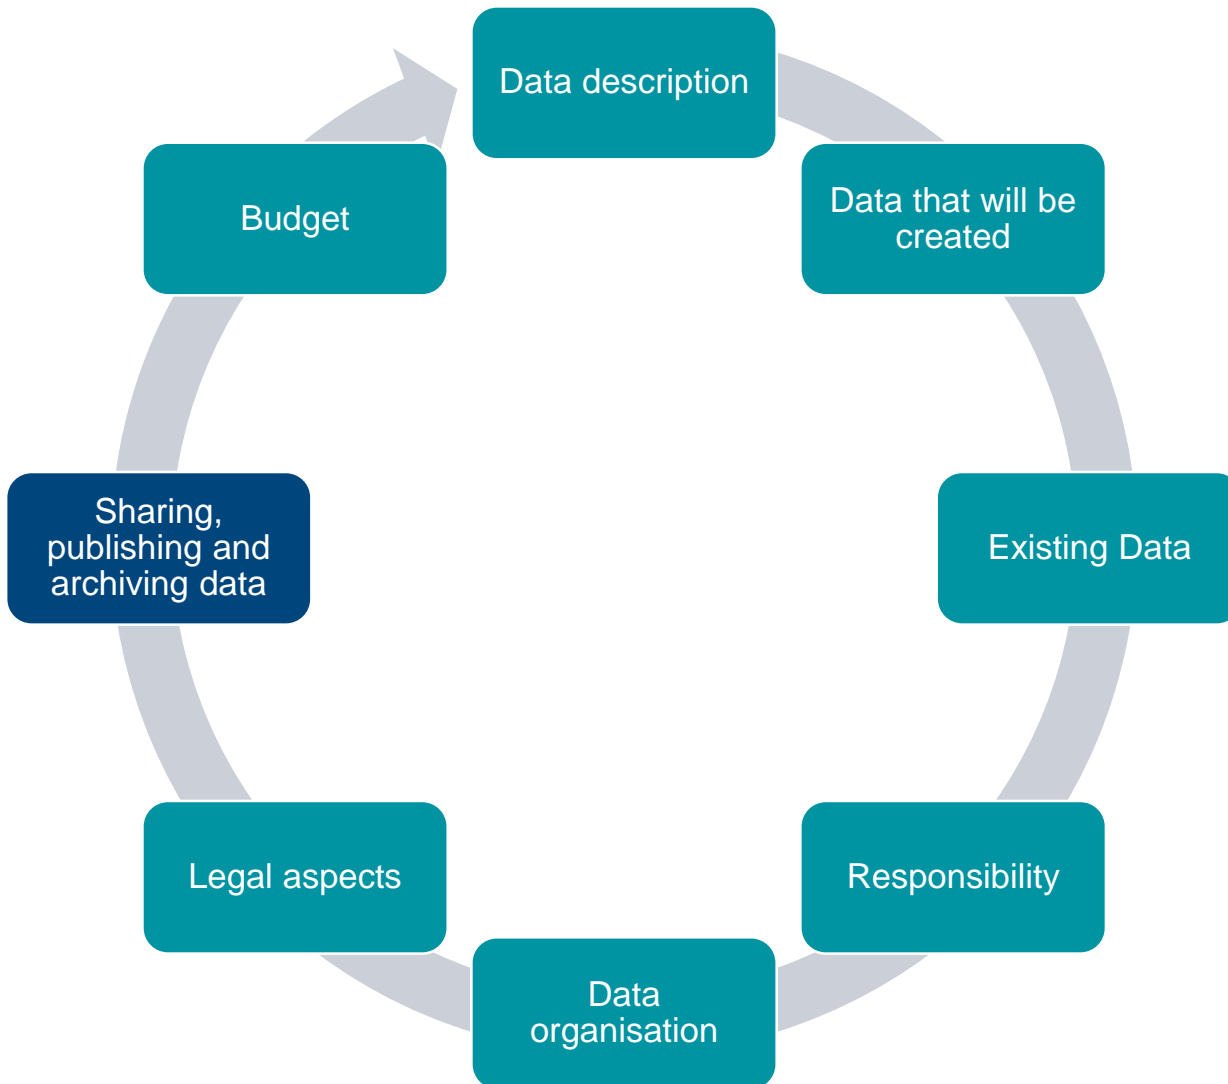 Data description
Data that will be
created
Existing Data
Responsibility
Data
organisation
Legal aspects
Sharing,
publishing and
archiving data
Budget